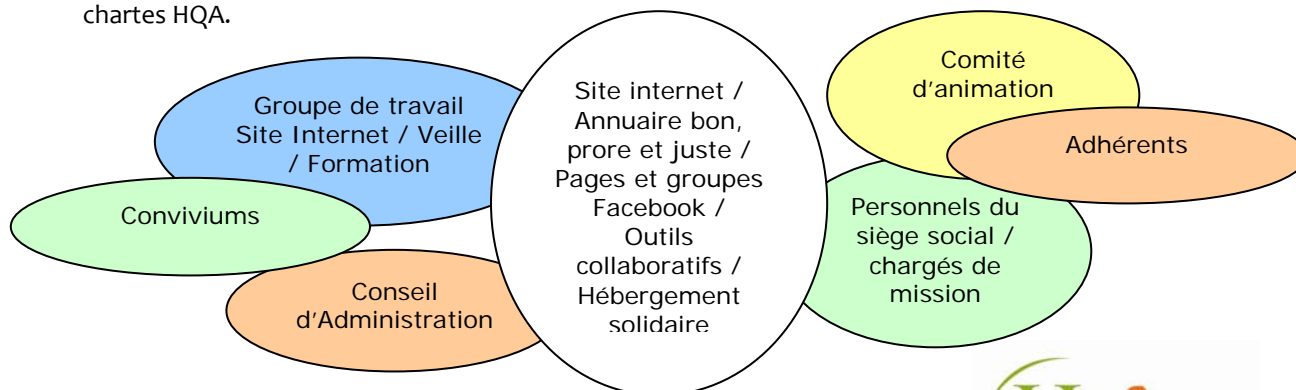 chartes HQA.
Groupe de travail
Site Internet / Veille
/ Formation
Conviviums
Conseil
d'Administration
Site internet /
Annuaire bon,
prore et juste /
Pages et groupes
Facebook /
Outils
collaboratifs /
Hébergement
solidaire
Comité
d'animation
Adhérents
Personnels du
siège social /
chargés de
mission